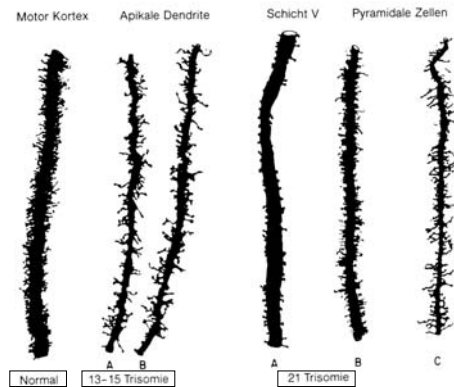 Motor Kortex Apikale Dendrite Schicht V Pyramidale Zellen
A B A B C
Normal 13–15 Trisomie 21 Trisomie